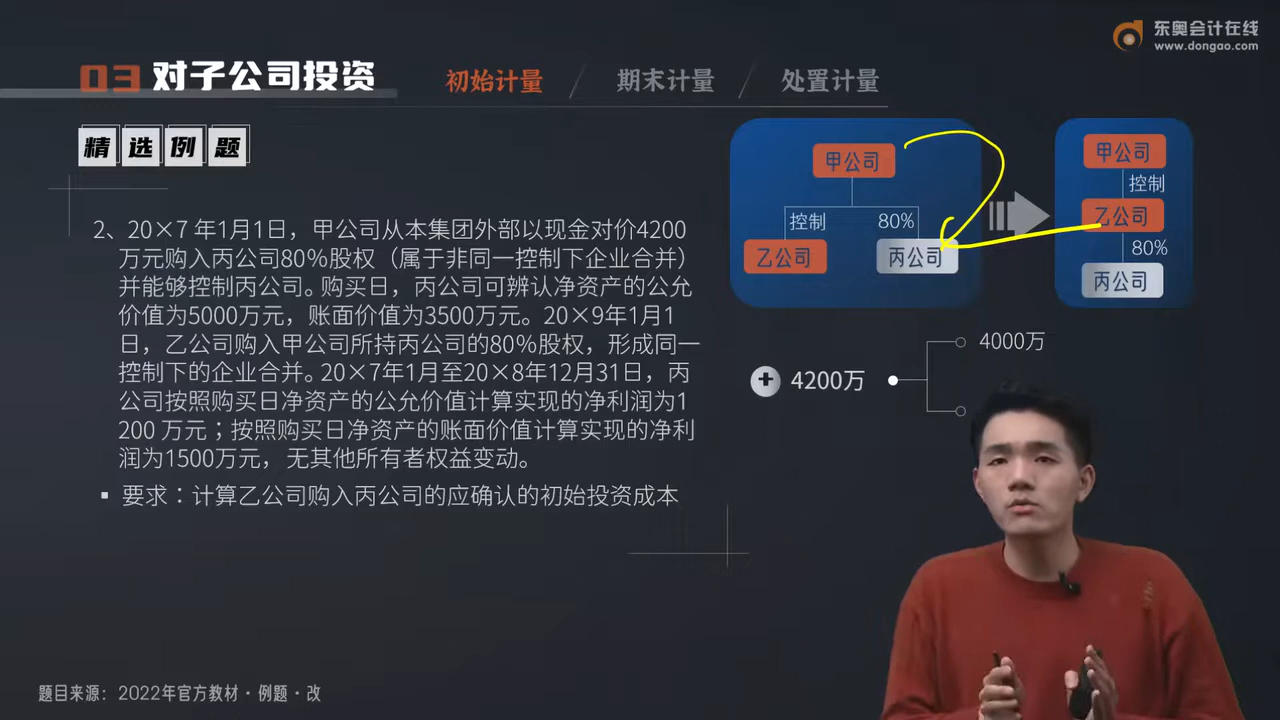 东奥会计在线
www.dongao.com
03 对子公司投资
初始计量
期末计量
处置计量
精选例题
2、20×7 年1月1日，甲公司从本集团外部以现金对价4200
万元购入丙公司80%股权（属于非同一控制下企业合并）
并能够控制丙公司。购买日，丙公司可辨认净资产的公允
价值为5000万元，账面价值为3500万元。20×9年1月1
日，乙公司购入甲公司所持丙公司的80%股权，形成同一
控制下的企业合并。20×7年1月至20×8年12月31日，丙
公司按照购买日净资产的公允价值计算实现的净利润为1
200 万元；按照购买日净资产的账面价值计算实现的净利
润为1500万元，无其他所有者权益变动。
▪ 要求：计算乙公司购入丙公司的应确认的初始投资成本
甲公司
控制
80%
乙公司
丙公司
甲公司
控制
乙公司
80%
丙公司
+ 4200万
4000万
题目来源：2022年官方教材·例题·改